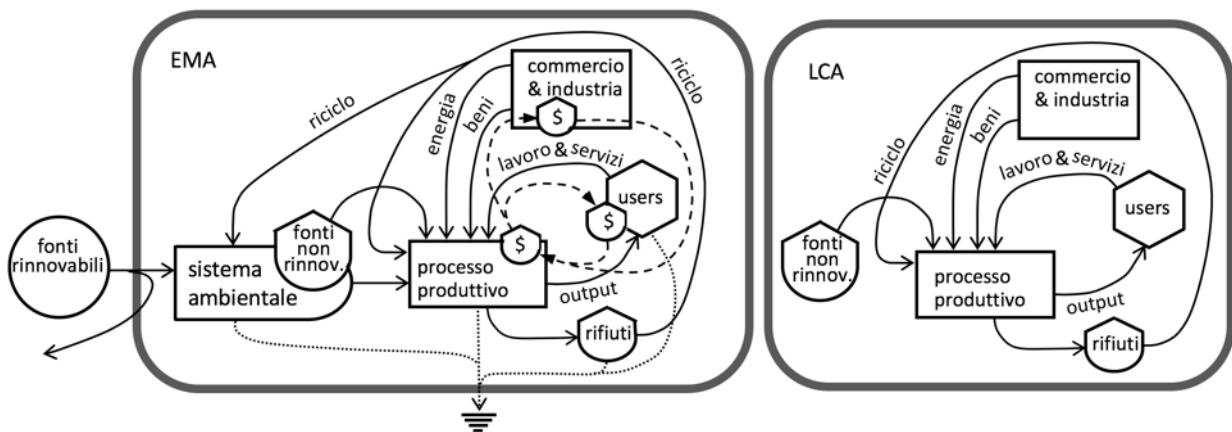 EMA
riciclo
energia
beni
commercio
& industria
$
riciclo
lavoro & servizi
users
$
fonti
rinnovabili
fonti
non
rinnov.
sistema
ambientale
$
processo
produttivo
output
rifiuti
LCA
riciclo
energia
beni
commercio
& industria
lavoro & servizi
users
fonti
non
rinnov.
processo
produttivo
output
rifiuti